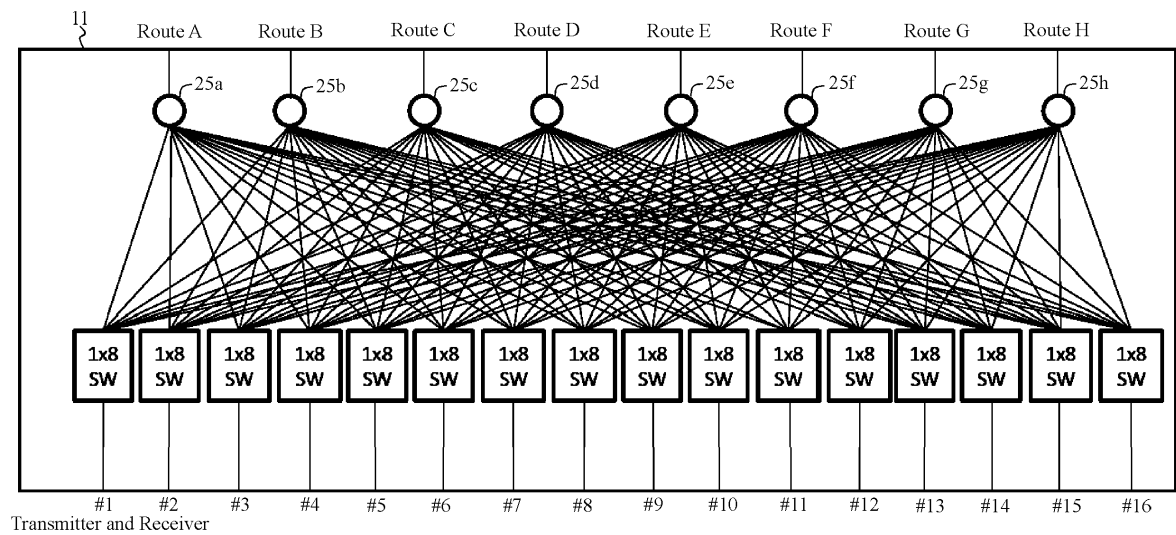 11
Route A Route B Route C Route D Route E Route F Route G Route H
25a 25b 25c 25d 25e 25f 25g 25h
1x8 1x8 1x8 1x8 1x8 1x8 1x8 1x8 1x8 1x8 1x8 1x8 1x8 1x8 1x8 1x8
SW SW SW SW SW SW SW SW SW SW SW SW SW SW SW SW
#1 #2 #3 #4 #5 #6 #7 #8 #9 #10 #11 #12 #13 #14 #15 #16
Transmitter and Receiver